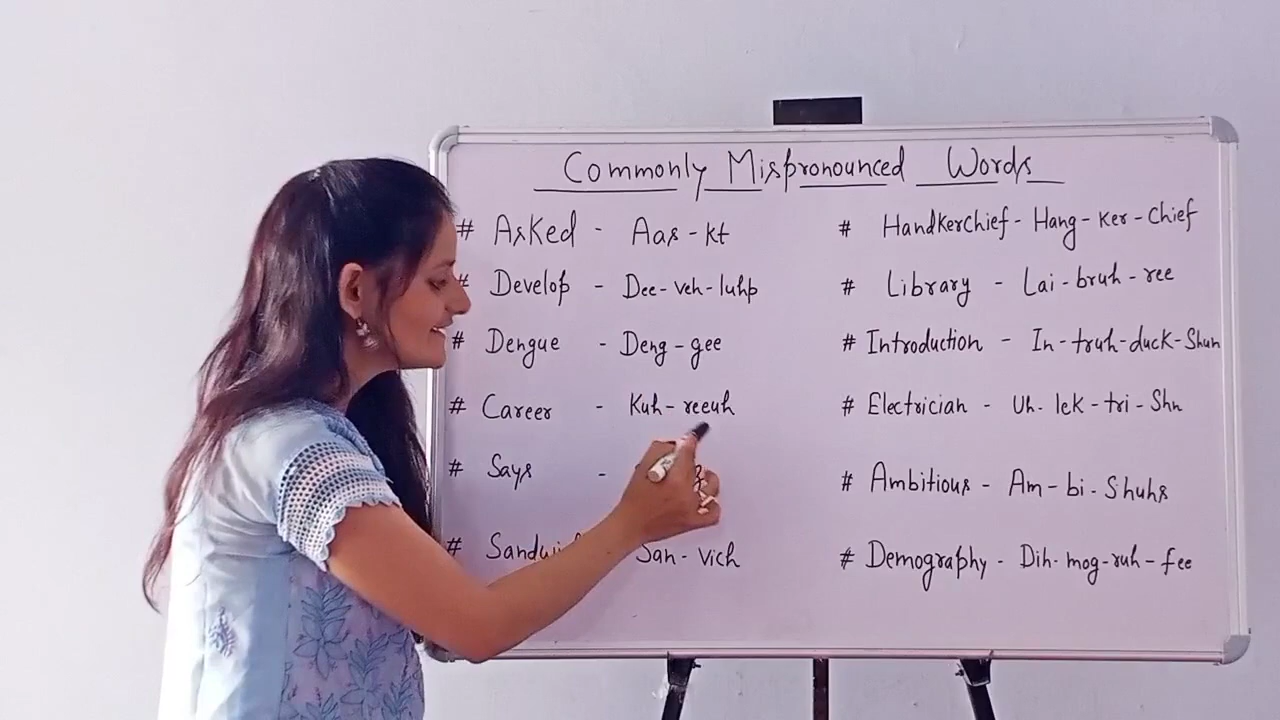 Commonly Mispronounced Words
# Asked - Aas-kt
# Develop - Dee-veh-luhp
# Dengue - Deng-gee
# Career - Kuh-reeuh
# Says -
# Sandwich - San-vich
# Handkerchief - Hang-ker-chief
# Library - Lai-bruh-ree
# Introduction - In-truh-duck-Shun
# Electrician - Uh-lek-tri-Shn
# Ambitious - Am-bi-Shuhs
# Demography - Dih-mog-ruh-fee